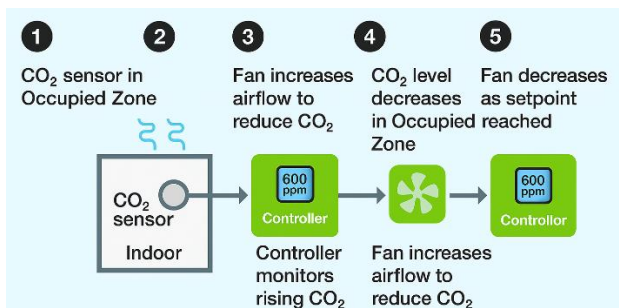 1
2
3
4
5
CO₂ sensor in
Occupied Zone
Fan increases
airflow to
reduce CO₂
CO₂ level
decreases
in Occupied
Zone
Fan decreases
as setpoint
reached
CO₂
sensor
Indoor
600
ppm
Controller
Controller
monitors
rising CO₂
Fan increases
airflow to
reduce CO₂
600
ppm
Controllor